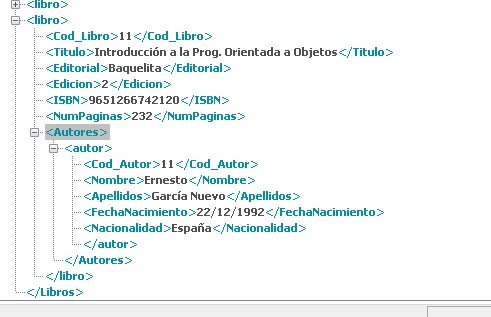 <libro>
<libro>
<Cod_Libro>11</Cod_Libro>
<Titulo>Introducción a la Prog. Orientada a Objetos</Titulo>
<Editorial>Baquelita</Editorial>
<Edicion>2</Edicion>
<ISBN>9651266742120</ISBN>
<NumPaginas>232</NumPaginas>
<Autores>
<autor>
<Cod_Autor>11</Cod_Autor>
<Nombre>Ernesto</Nombre>
<Apellidos>García Nuevo</Apellidos>
<FechaNacimiento>22/12/1992</FechaNacimiento>
<Nacionalidad>España</Nacionalidad>
</autor>
</Autores>
</libro>
</Libros>